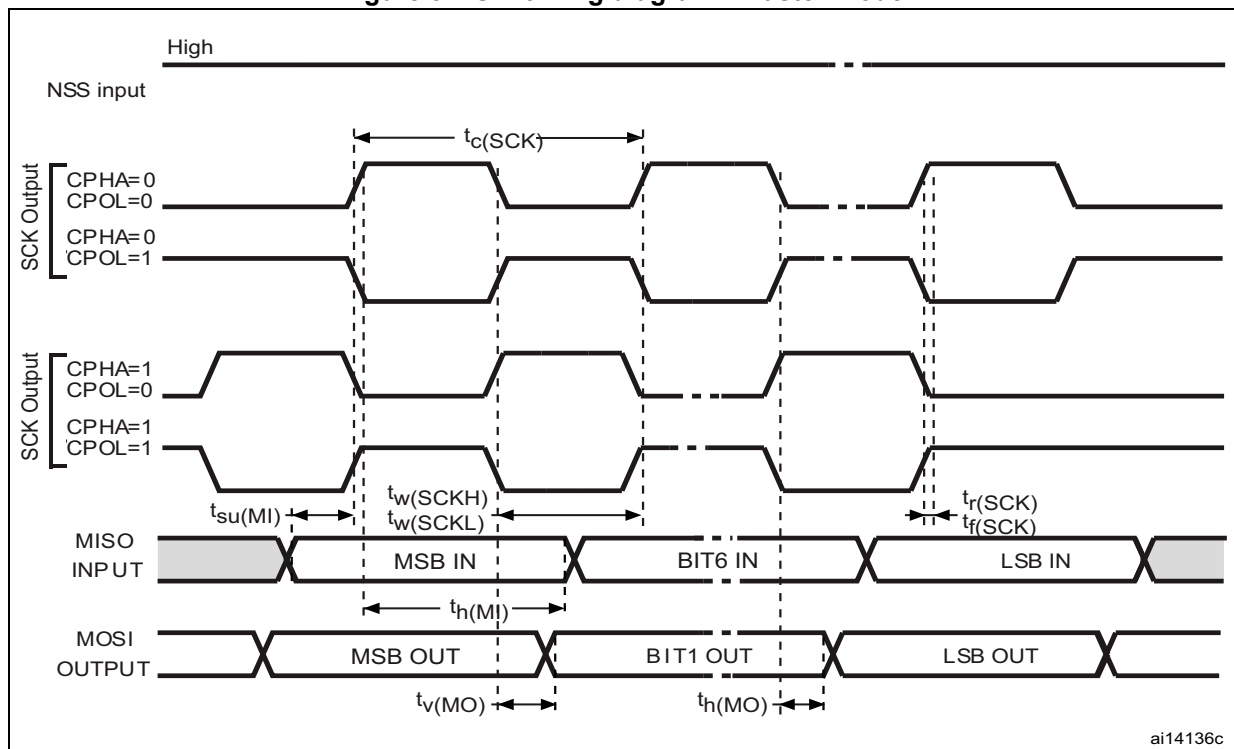 High
NSS input
tc(SCK)
SCK Output
CPHA=0
CPOL=0
CPHA=0
CPOL=1
SCK Output
CPHA=1
CPOL=0
CPHA=1
CPOL=1
tsu(MI)
tw(SCKH)
tw(SCKL)
tr(SCK)
tf(SCK)
MISO
INPUT
MSB IN
BIT6 IN
LSB IN
th(MI)
MOSI
OUTPUT
MSB OUT
BIT1 OUT
LSB OUT
tv(MO)
th(MO)
ai14136c